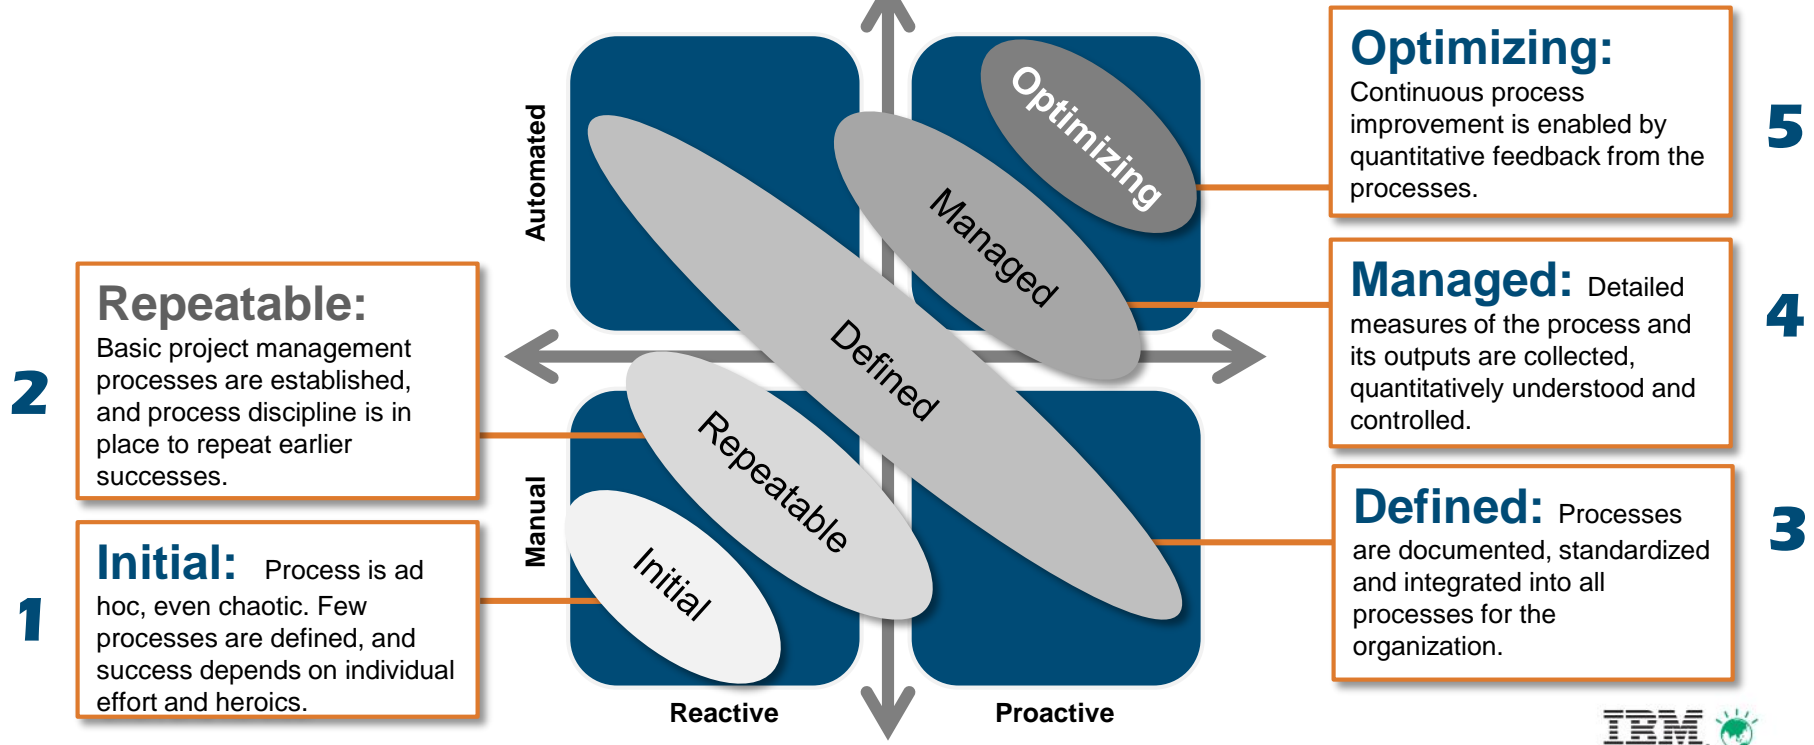 Optimizing:
Continuous process
improvement is enabled by
quantitative feedback from the
processes.
5
Managed: Detailed
measures of the process and
its outputs are collected,
quantitatively understood and
controlled.
4
Defined: Processes
are documented, standardized
and integrated into all
processes for the
organization.
3
Repeatable:
Basic project management
processes are established,
and process discipline is in
place to repeat earlier
successes.
2
Initial: Process is ad
hoc, even chaotic. Few
processes are defined, and
success depends on individual
effort and heroics.
1
Automated
Manual
Reactive
Proactive
Optimizing
Managed
Defined
Repeatable
Initial
IBM